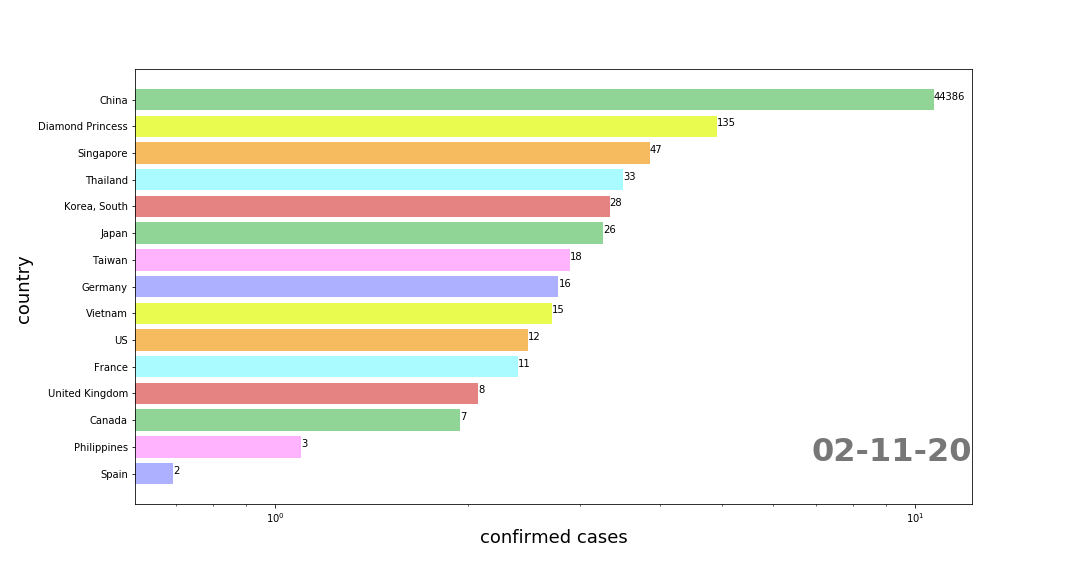 China 44386
Diamond Princess 135
Singapore 47
Thailand 33
Korea, South 28
Japan 26
Taiwan 18
Germany 16
Vietnam 15
US 12
France 11
United Kingdom 8
Canada 7
Philippines 3
Spain 2
02-11-20
country
10⁰ 10¹
confirmed cases